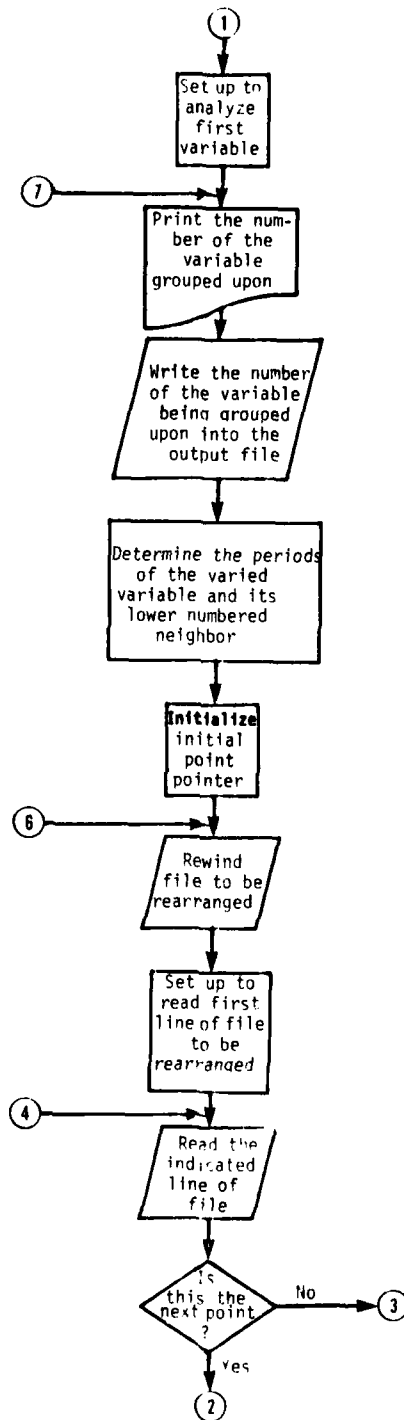 1
Set up to
analyze
first
variable
7
Print the num-
ber of the
variable
grouped upon
Write the number
of the variable
being grouped
upon into the
output file
Determine the periods
of the varied
variable and its
lower numbered
neighbor
Initialize
initial
point
pointer
6
Rewind
file to be
rearranged
Set up to
read first
line of file
to be
rearranged
4
Read the
indicated
line of
file
Is
this the
next point
?
No
3
Yes
2